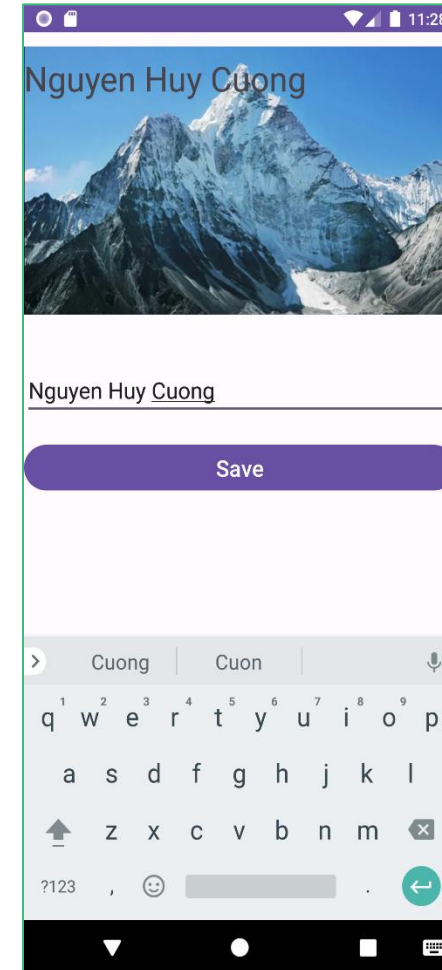 11:28
Nguyen Huy Cuong
Nguyen Huy Cuong
Save
Cuong Cuon
1 2 3 4 5 6 7 8 9
q w e r t y u i o p
a s d f g h j k l
z x c v b n m
?123 , .